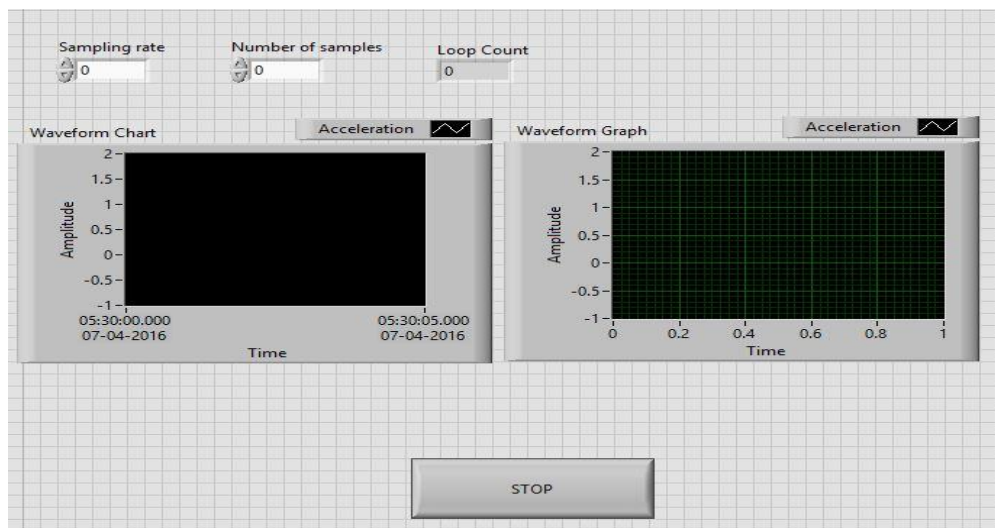 Sampling rate
0
Number of samples
0
Loop Count
0
Waveform Chart
Acceleration
Amplitude
2
1.5
1
0.5
0
-0.5
-1
05:30:00.000
07-04-2016
05:30:05.000
07-04-2016
Time
Waveform Graph
Acceleration
Amplitude
2
1.5
1
0.5
0
-0.5
-1
0
0.2
0.4
0.6
0.8
1
Time
STOP